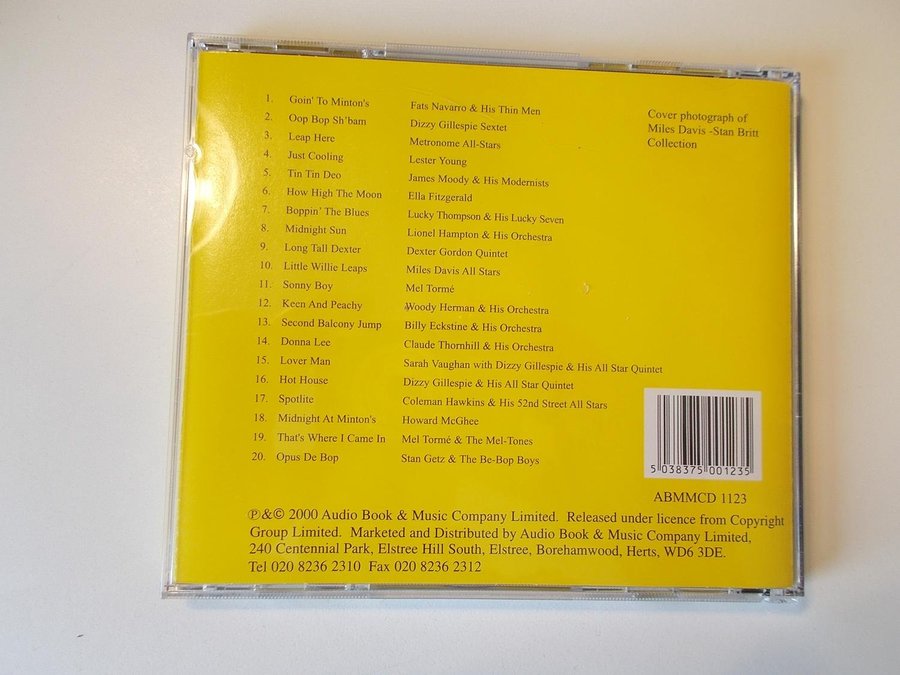 1. Goin' To Minton's Fats Navarro & His Thin Men
2. Oop Bop Sh'bam Dizzy Gillespie Sextet
3. Leap Here Metronome All-Stars
4. Just Cooling Lester Young
5. Tin Tin Deo James Moody & His Modernists
6. How High The Moon Ella Fitzgerald
7. Boppin' The Blues Lucky Thompson & His Lucky Seven
8. Midnight Sun Lionel Hampton & His Orchestra
9. Long Tall Dexter Dexter Gordon Quintet
10. Little Willie Leaps Miles Davis All Stars
11. Sonny Boy Mel Tormé
12. Keen And Peachy Woody Herman & His Orchestra
13. Second Balcony Jump Billy Eckstine & His Orchestra
14. Donna Lee Claude Thornhill & His Orchestra
15. Lover Man Sarah Vaughan with Dizzy Gillespie & His All Star Quintet
16. Hot House Dizzy Gillespie & His All Star Quintet
17. Spotlite Coleman Hawkins & His 52nd Street All Stars
18. Midnight At Minton's Howard McGhee
19. That's Where I Came In Mel Tormé & The Mel-Tones
20. Opus De Bop Stan Getz & The Be-Bop Boys
Cover photograph of
Miles Davis -Stan Britt
Collection
5 038375 001235
ABMMCD 1123
℗&© 2000 Audio Book & Music Company Limited. Released under licence from Copyright
Group Limited. Marketed and Distributed by Audio Book & Music Company Limited,
240 Centennial Park, Elstree Hill South, Elstree, Borehamwood, Herts, WD6 3DE.
Tel 020 8236 2310 Fax 020 8236 2312